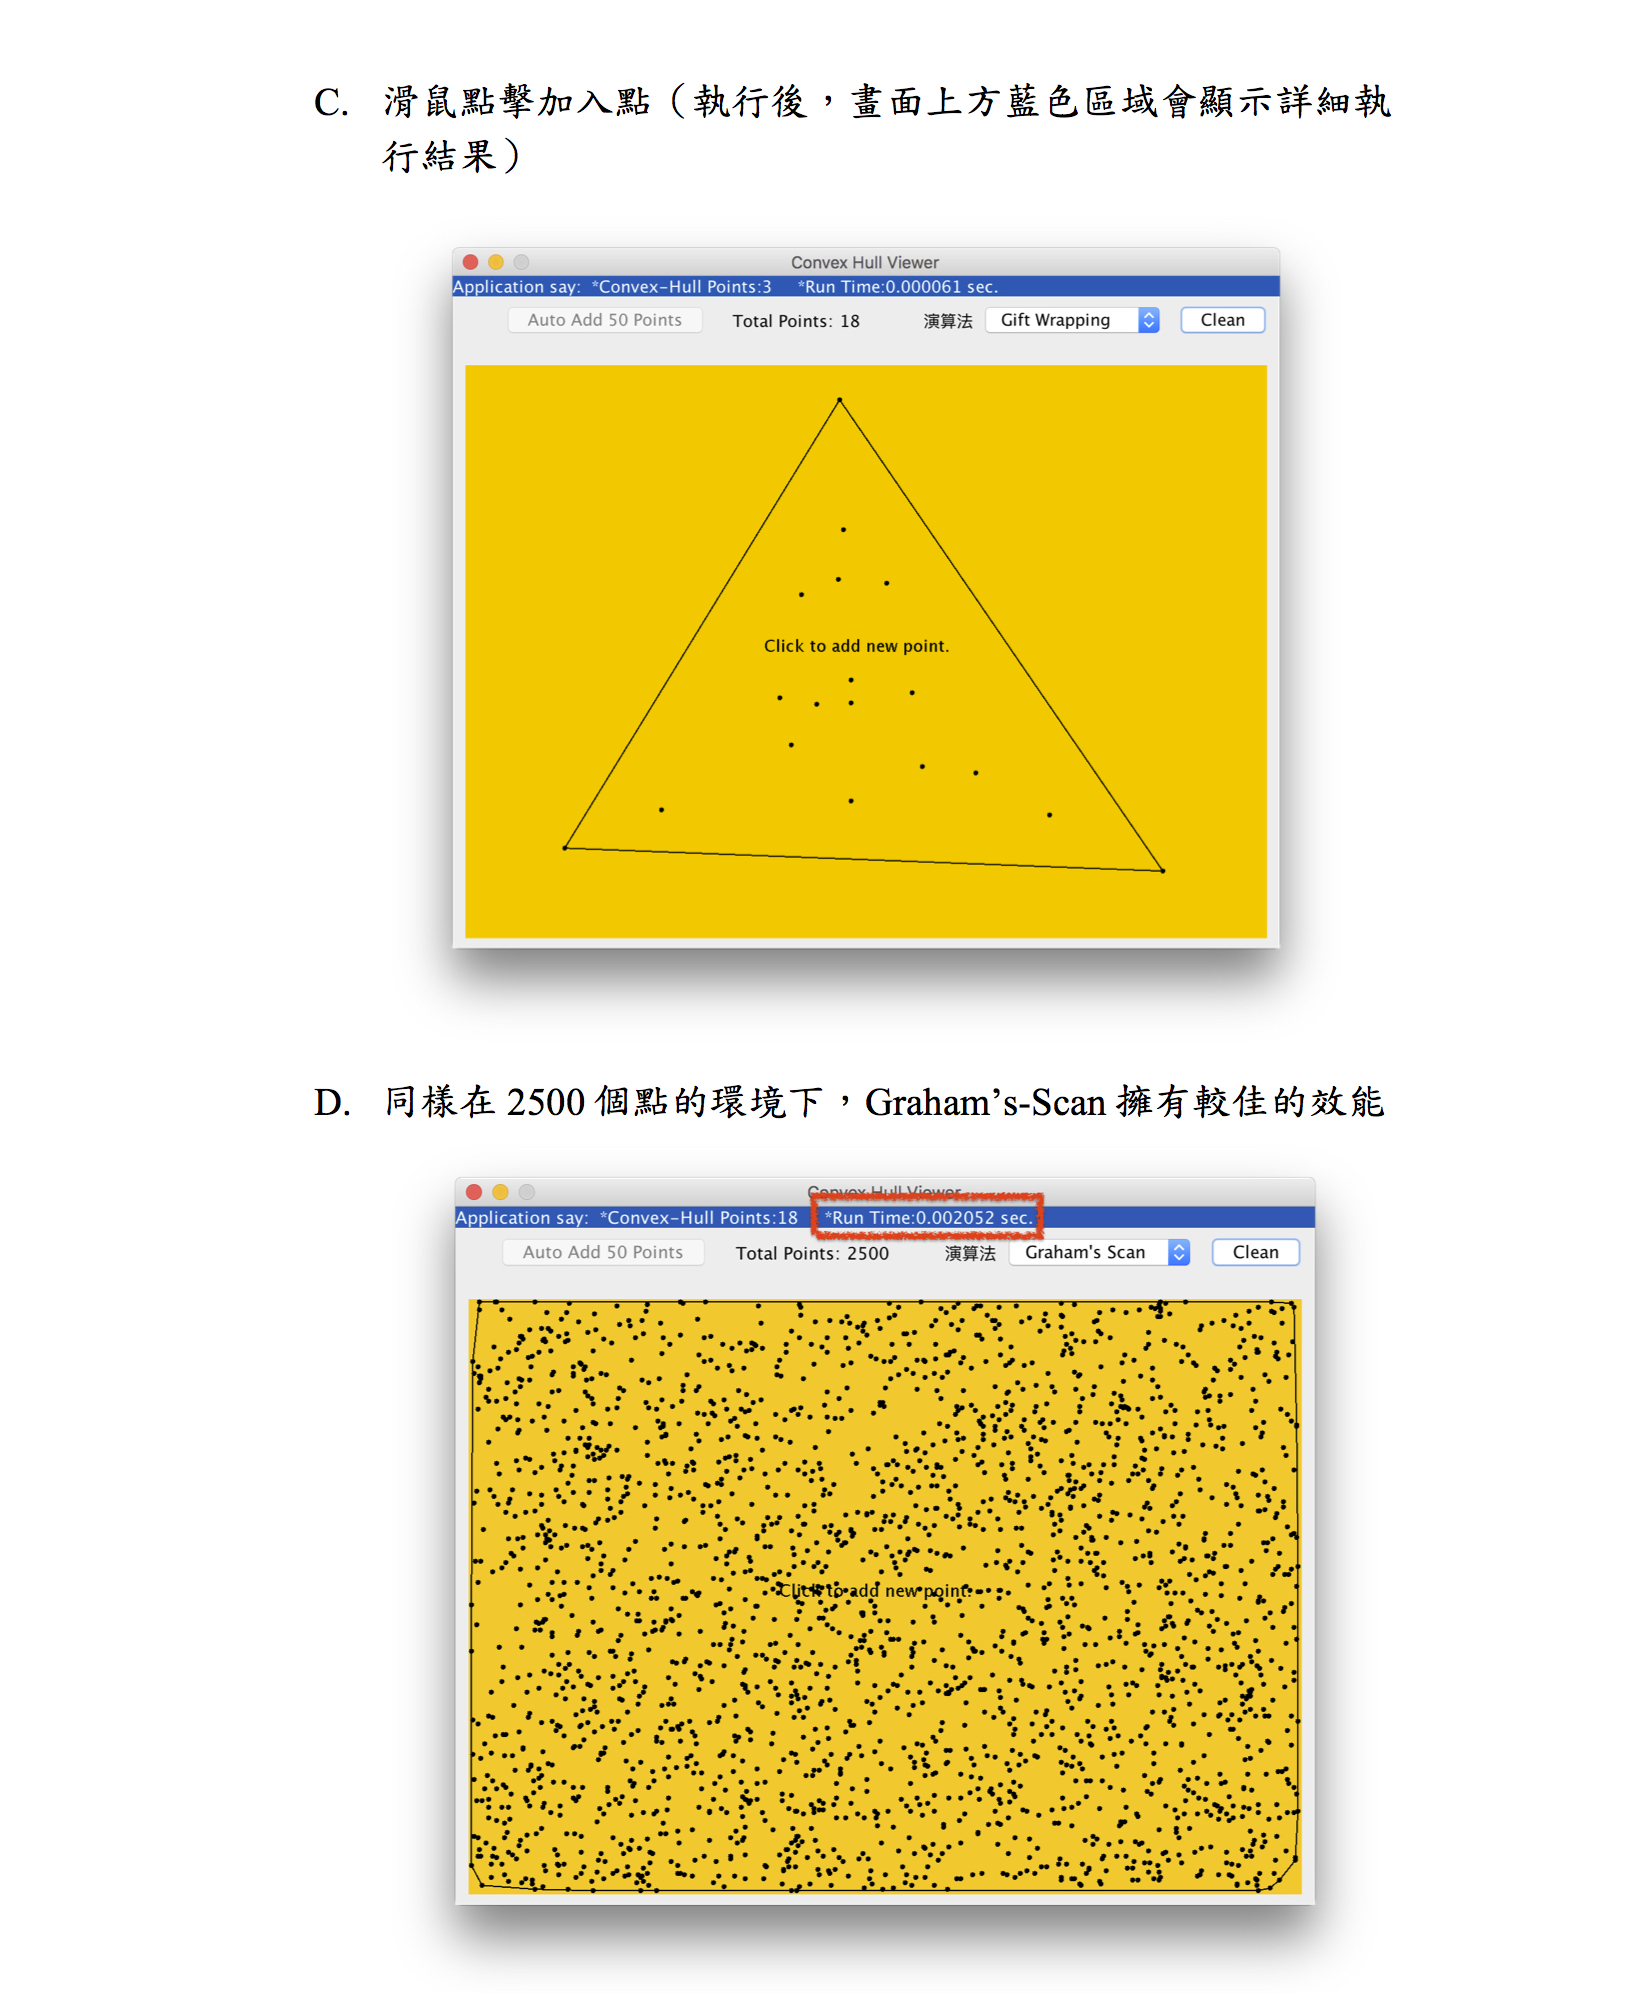 C. 滑鼠點擊加入點（執行後，畫面上方藍色區域會顯示詳細執
行結果）
Convex Hull Viewer
Application say: *Convex-Hull Points:3 *Run Time:0.000061 sec.
Auto Add 50 Points Total Points: 18 演算法 Gift Wrapping Clean
Click to add new point.
D. 同樣在 2500 個點的環境下，Graham’s-Scan 擁有較佳的效能
Convex Hull Viewer
Application say: *Convex-Hull Points:18 *Run Time:0.002052 sec.
Auto Add 50 Points Total Points: 2500 演算法 Graham's Scan Clean
Click to add new point.